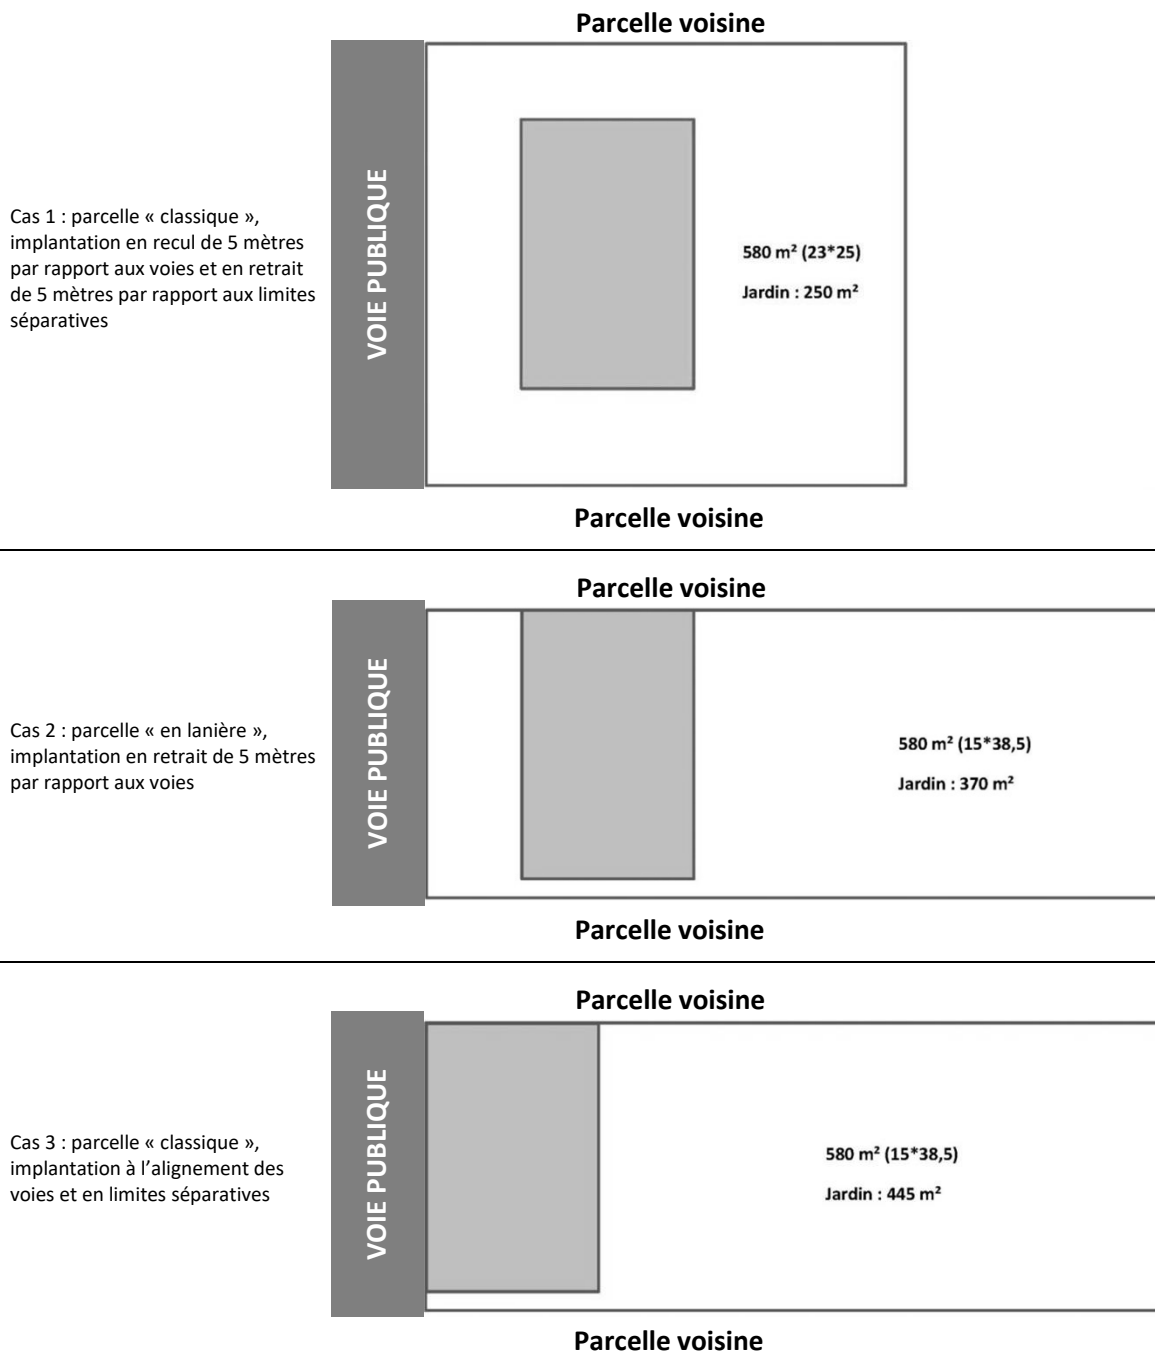 Parcelle voisine
Cas 1 : parcelle « classique »,
implantation en recul de 5 mètres
par rapport aux voies et en retrait
de 5 mètres par rapport aux limites
séparatives
VOIE PUBLIQUE
580 m² (23*25)
Jardin : 250 m²
Parcelle voisine
Parcelle voisine
Cas 2 : parcelle « en lanière »,
implantation en retrait de 5 mètres
par rapport aux voies
VOIE PUBLIQUE
580 m² (15*38,5)
Jardin : 370 m²
Parcelle voisine
Parcelle voisine
Cas 3 : parcelle « classique »,
implantation à l’alignement des
voies et en limites séparatives
VOIE PUBLIQUE
580 m² (15*38,5)
Jardin : 445 m²
Parcelle voisine